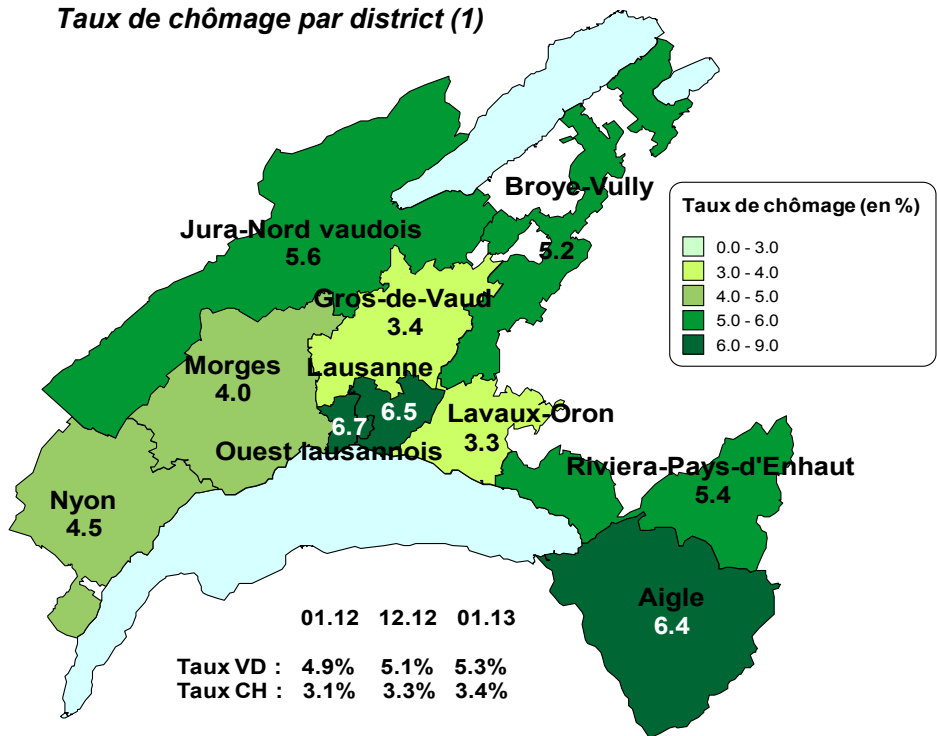 Taux de chômage par district (1)
Broye-Vully
5.2
Taux de chômage (en %)
0.0 - 3.0
3.0 - 4.0
4.0 - 5.0
5.0 - 6.0
6.0 - 9.0
Jura-Nord vaudois
5.6
Gros-de-Vaud
3.4
Morges
4.0
Lausanne
6.5
6.7
Ouest lausannois
Lavaux-Oron
3.3
Riviera-Pays-d'Enhaut
5.4
Nyon
4.5
Aigle
6.4
01.12 12.12 01.13
Taux VD : 4.9% 5.1% 5.3%
Taux CH : 3.1% 3.3% 3.4%